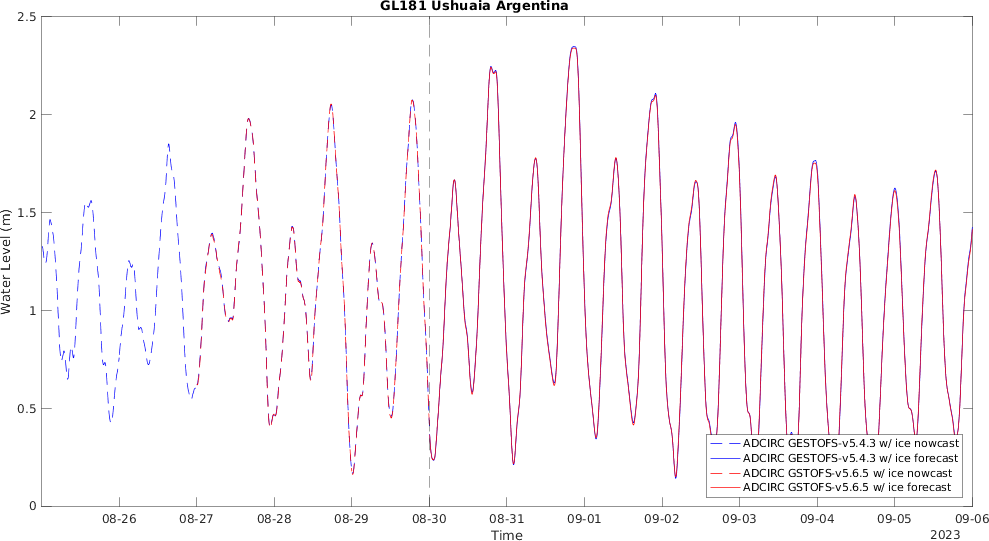 GL181 Ushuaia Argentina
2.5
2
1.5
1
0.5
0
Water Level (m)
ADCIRC GESTOFS-v5.4.3 w/ ice nowcast
ADCIRC GESTOFS-v5.4.3 w/ ice forecast
ADCIRC GSTOFS-v5.6.5 w/ ice nowcast
ADCIRC GSTOFS-v5.6.5 w/ ice forecast
08-26 08-27 08-28 08-29 08-30 08-31 09-01 09-02 09-03 09-04 09-05 09-06
Time
2023